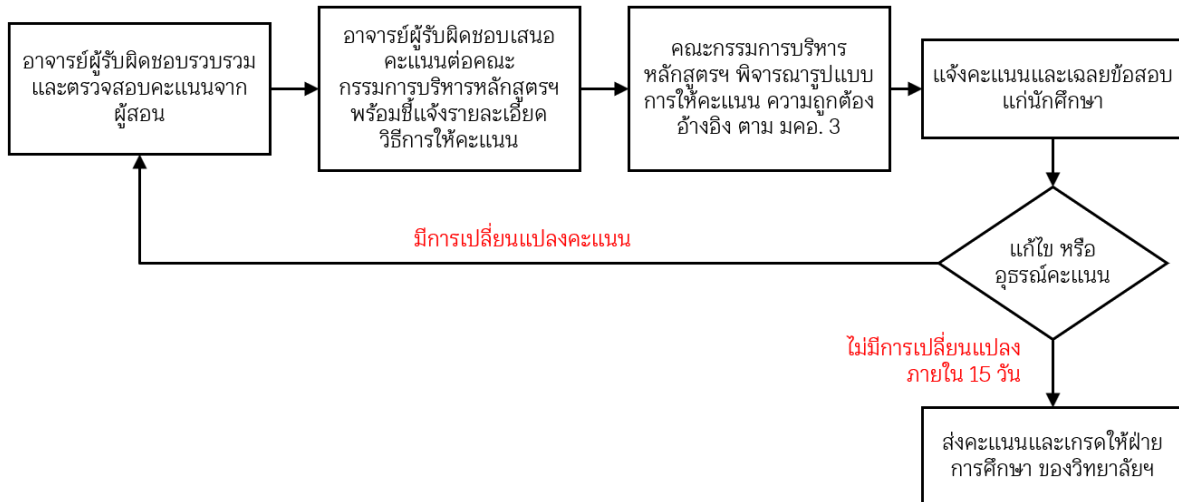 อาจารย์ผู้รับผิดชอบรวบรวม
และตรวจสอบคะแนนจาก
ผู้สอน
อาจารย์ผู้รับผิดชอบเสนอ
คะแนนต่อคณะ
กรรมการบริหารหลักสูตรฯ
พร้อมชี้แจ้งรายละเอียด
วิธีการให้คะแนน
คณะกรรมการบริหาร
หลักสูตรฯ พิจารณารูปแบบ
การให้คะแนน ความถูกต้อง
อ้างอิง ตาม มคอ. 3
แจ้งคะแนนและเฉลยข้อสอบ
แก่นักศึกษา
มีการเปลี่ยนแปลงคะแนน
แก้ไข หรือ
อุธรณ์คะแนน
ไม่มีการเปลี่ยนแปลง
ภายใน 15 วัน
ส่งคะแนนและเกรดให้ฝ่าย
การศึกษา ของวิทยาลัยฯ